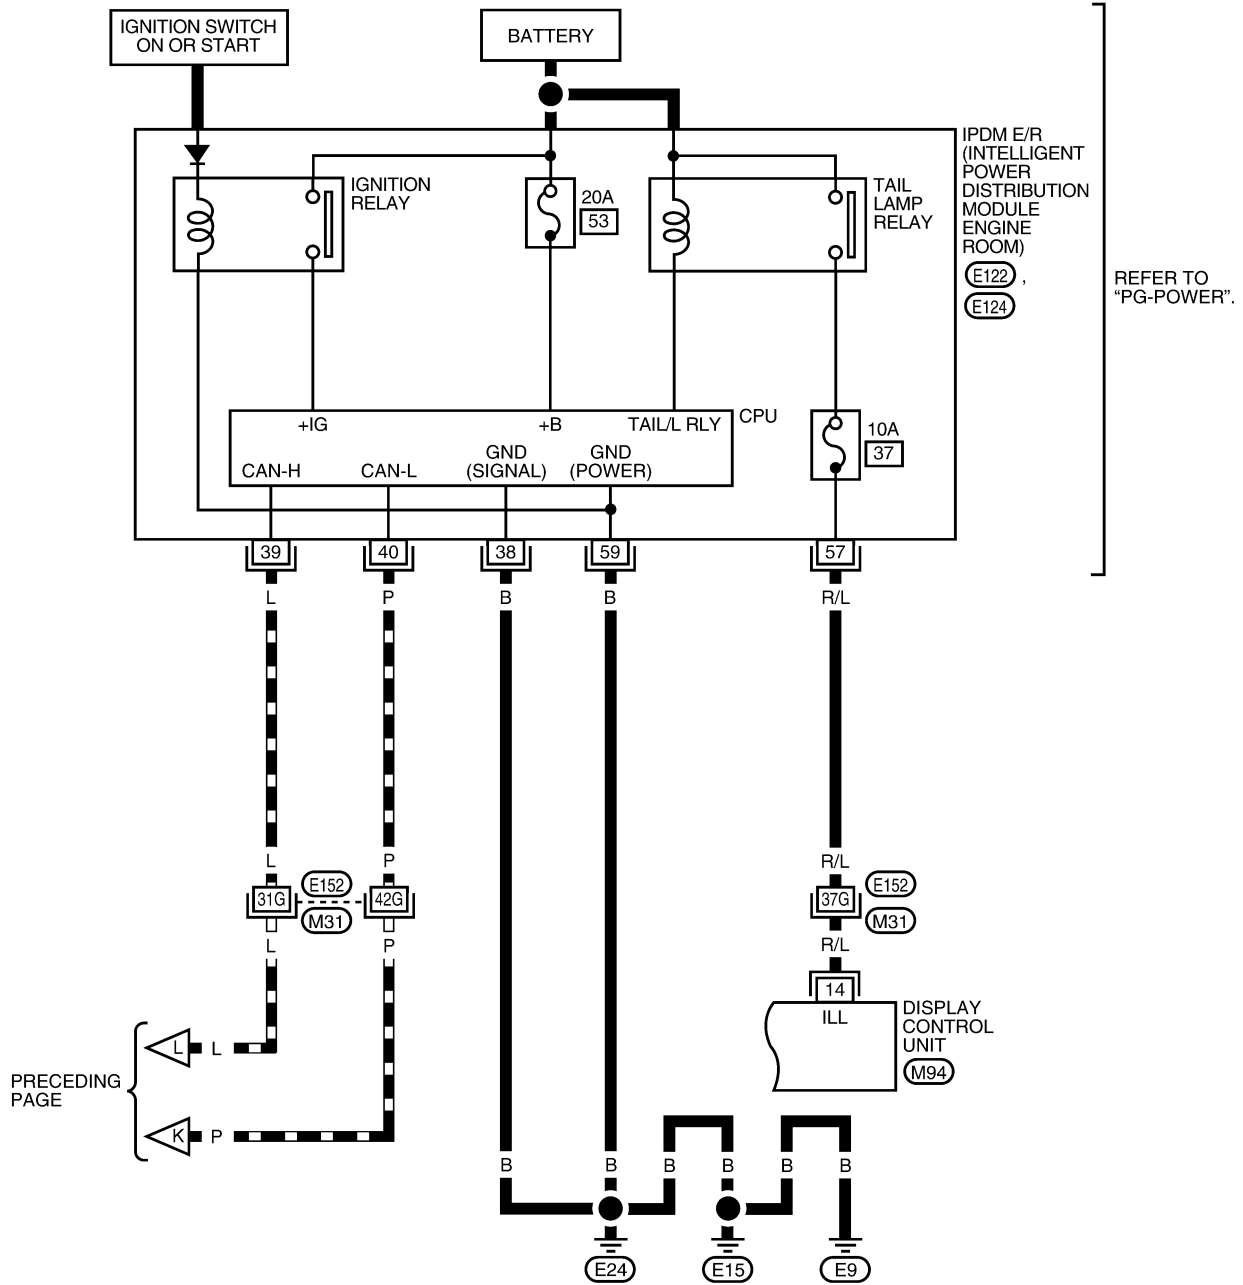 IGNITION SWITCH
ON OR START
BATTERY
IPDM E/R
(INTELLIGENT
POWER
DISTRIBUTION
MODULE
ENGINE
ROOM)
E122 ,
E124
REFER TO
“PG-POWER”.
IGNITION
RELAY
20A
53
TAIL
LAMP
RELAY
CPU
+IG
+B
TAIL/L RLY
CAN-H
CAN-L
GND
(SIGNAL)
GND
(POWER)
10A
37
39
40
38
59
57
L
P
B
B
R/L
L
P
R/L
31G
E152
M31
42G
37G
E152
M31
L
P
R/L
14
ILL
DISPLAY
CONTROL
UNIT
M94
PRECEDING
PAGE
L
L
K
P
B
B
B
B
B
B
E24
E15
E9